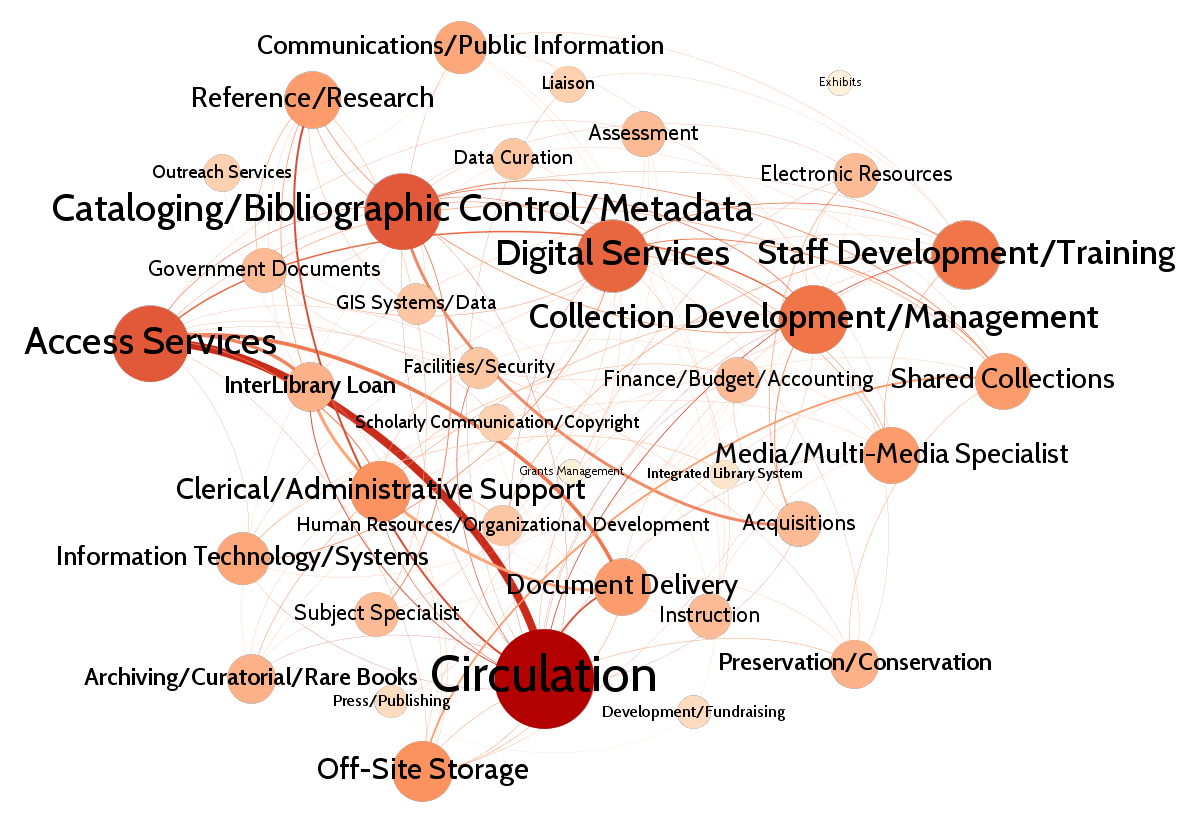 Communications/Public Information
Liaison
Exhibits
Reference/Research
Assessment
Data Curation
Outreach Services
Electronic Resources
Cataloging/Bibliographic Control/Metadata
Digital Services
Staff Development/Training
Government Documents
GIS Systems/Data
Collection Development/Management
Access Services
Facilities/Security
Finance/Budget/Accounting
Shared Collections
InterLibrary Loan
Scholarly Communication/Copyright
Media/Multi-Media Specialist
Grants Management
Integrated Library System
Clerical/Administrative Support
Human Resources/Organizational Development
Acquisitions
Information Technology/Systems
Document Delivery
Subject Specialist
Instruction
Preservation/Conservation
Archiving/Curatorial/Rare Books
Circulation
Press/Publishing
Development/Fundraising
Off-Site Storage